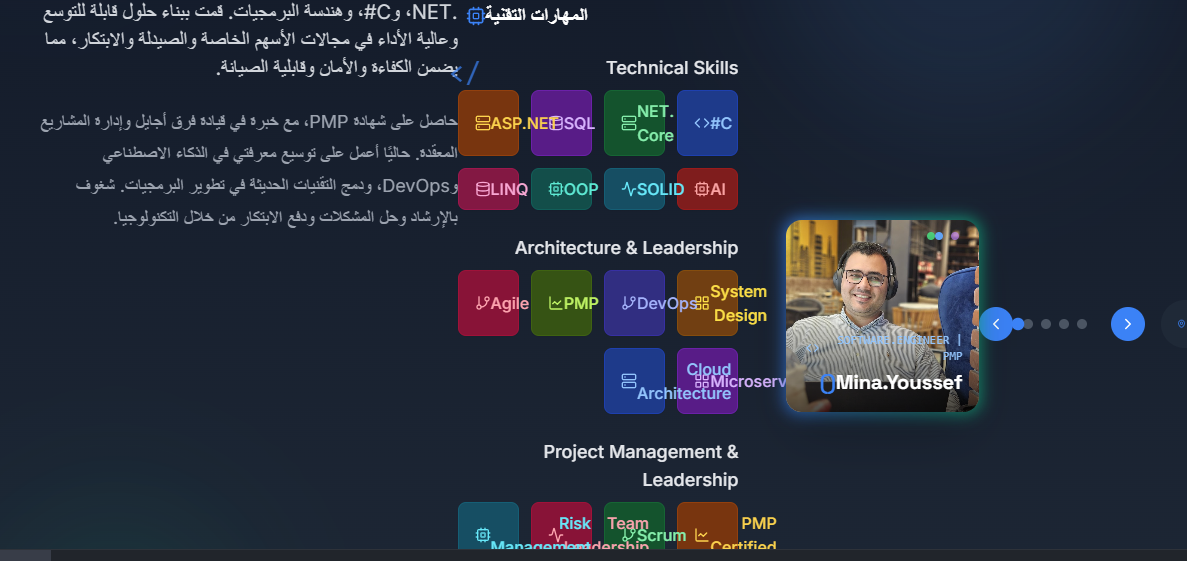 .NET، وC#، وهندسة البرمجيات. قمت ببناء حلول قابلة للتوسع
وعالية الأداء في مجالات الأسهم الخاصة والصيدلة والابتكار، مما
يضمن الكفاءة والأمان وقابلية الصيانة.
حاصل على شهادة PMP، مع خبرة في قيادة فرق أجايل وإدارة المشاريع
المعقّدة. حاليًا أعمل على توسيع معرفتي في الذكاء الاصطناعي
وDevOps، ودمج التقنيات الحديثة في تطوير البرمجيات. شغوف
بالإرشاد وحل المشكلات ودفع الابتكار من خلال التكنولوجيا.
المهارات التقنية
Technical Skills
C#
.NET Core
SQL
ASP.NET
AI
SOLID
OOP
LINQ
Architecture & Leadership
System
Design
DevOps
PMP
Agile
Microserv
Cloud
Architecture
Project Management &
Leadership
PMP
Certified
Scrum
Team
Leadership
Risk
Management
SOFTWARE ENGINEER |
PMP
Mina.Youssef